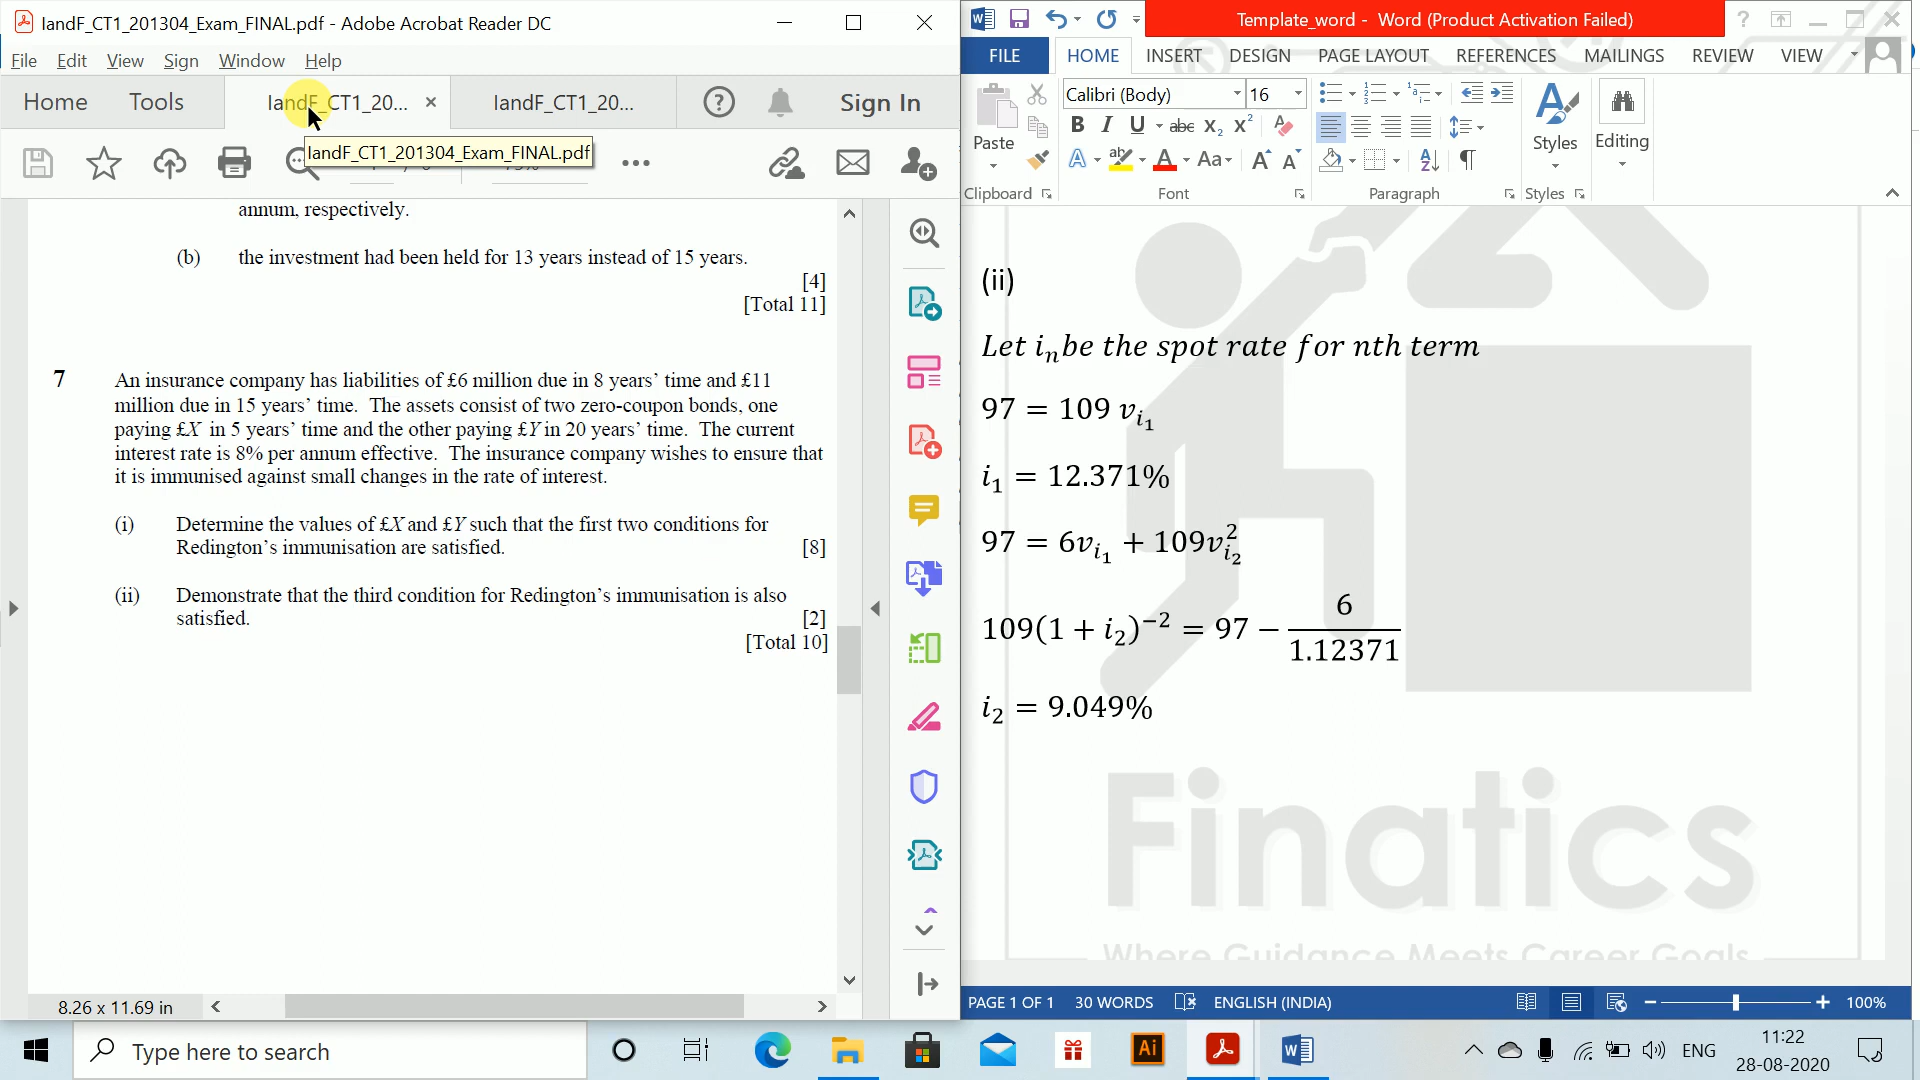 IandF_CT1_201304_Exam_FINAL.pdf - Adobe Acrobat Reader DC
File Edit View Sign Window Help
Home Tools IandF_CT1_20... × IandF_CT1_20... Sign In
IandF_CT1_201304_Exam_FINAL.pdf
annum, respectively.
(b) the investment had been held for 13 years instead of 15 years.
[4]
[Total 11]
7 An insurance company has liabilities of £6 million due in 8 years’ time and £11
million due in 15 years’ time. The assets consist of two zero-coupon bonds, one
paying £X in 5 years’ time and the other paying £Y in 20 years’ time. The current
interest rate is 8% per annum effective. The insurance company wishes to ensure that
it is immunised against small changes in the rate of interest.
(i) Determine the values of £X and £Y such that the first two conditions for
Redington’s immunisation are satisfied. [8]
(ii) Demonstrate that the third condition for Redington’s immunisation is also
satisfied. [2]
[Total 10]
8.26 x 11.69 in
Template_word - Word (Product Activation Failed)
FILE HOME INSERT DESIGN PAGE LAYOUT REFERENCES MAILINGS REVIEW VIEW
Calibri (Body) 16
Paste Styles Editing
Clipboard Font Paragraph Styles
(ii)
Let i_n be the spot rate for nth term
97 = 109 v_{i_1}
i_1 = 12.371%
97 = 6v_{i_1} + 109v_{i_2}^2
109(1 + i_2)^{-2} = 97 − 6/1.12371
i_2 = 9.049%
Finatics
Where Guidance Meets Career Goals
PAGE 1 OF 1 30 WORDS ENGLISH (INDIA) 100%
Type here to search
Ai
ENG
11:22
28-08-2020